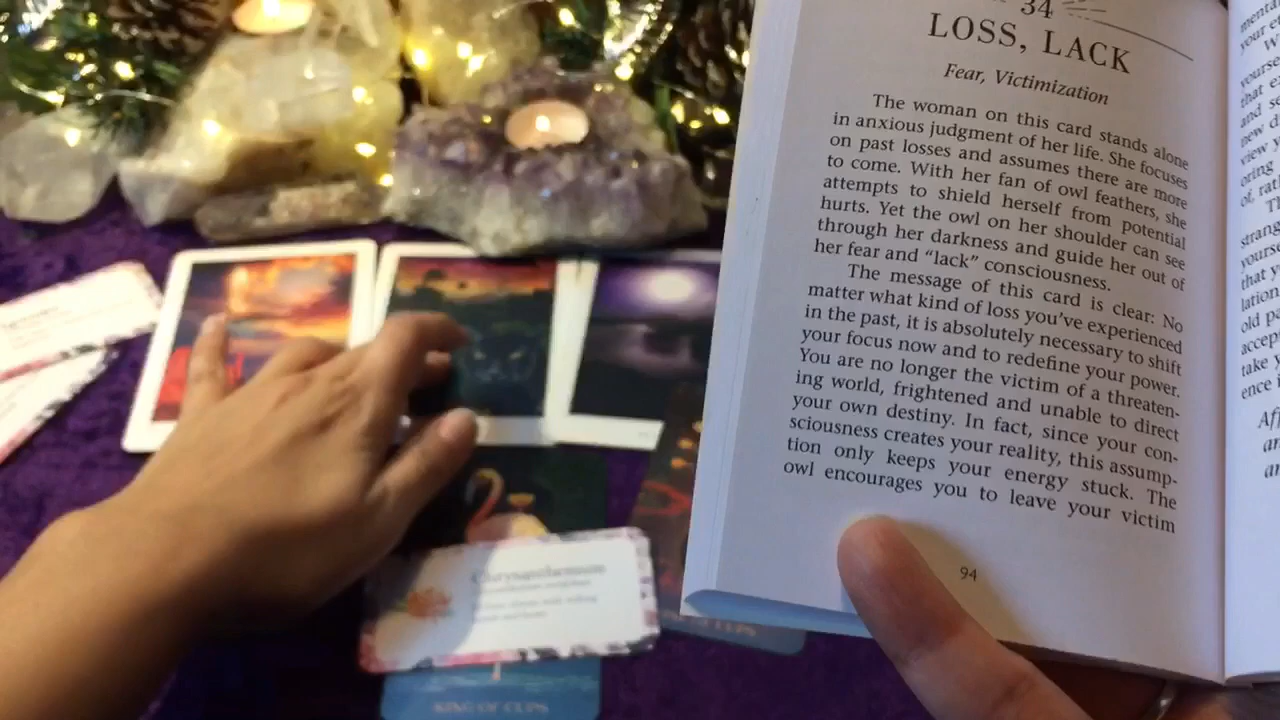 34
LOSS, LACK
Fear, Victimization
The woman on this card stands alone
in anxious judgment of her life. She focuses
on past losses and assumes there are more
to come. With her fan of owl feathers, she
attempts to shield herself from potential
hurts. Yet the owl on her shoulder can see
through her darkness and guide her out of
her fear and “lack” consciousness.
The message of this card is clear: No
matter what kind of loss you’ve experienced
in the past, it is absolutely necessary to shift
your focus now and to redefine your power.
You are no longer the victim of a threaten-
ing world, frightened and unable to direct
your own destiny. In fact, since your con-
sciousness creates your reality, this assump-
tion only keeps your energy stuck. The
owl encourages you to leave your victim
94
Chrysanthemum
KING OF CUPS
OF CUPS